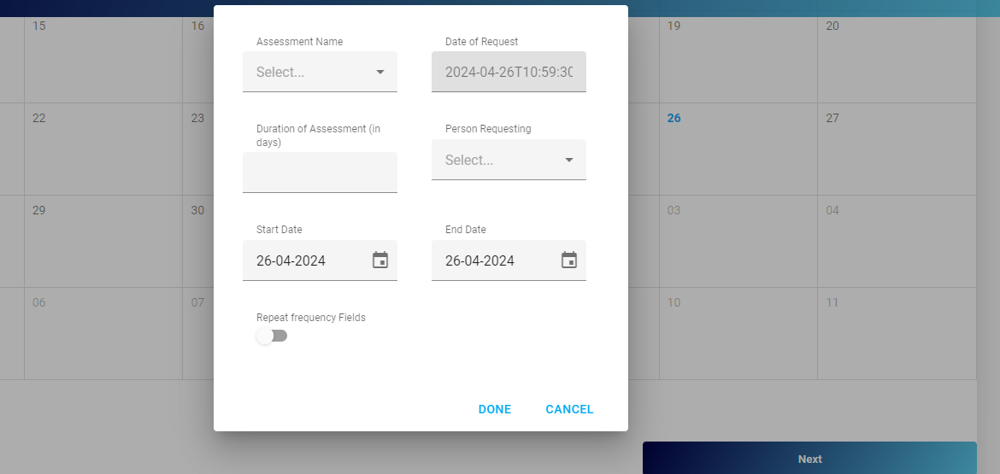 15
16
19
20
Assessment Name
Date of Request
Select...
2024-04-26T10:59:30
22
23
26
27
Duration of Assessment (in
days)
Person Requesting
Select...
29
30
03
04
Start Date
End Date
26-04-2024
26-04-2024
06
07
10
11
Repeat frequency Fields
DONE
CANCEL
Next